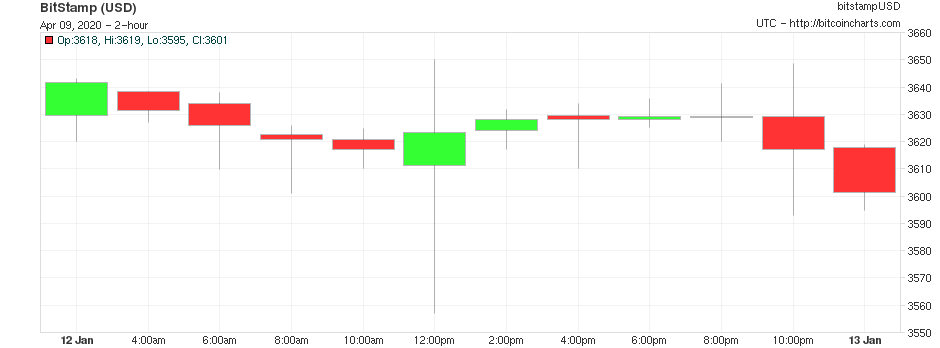 BitStamp (USD)
bitstampUSD
Apr 09, 2020 - 2-hour
UTC - http://bitcoincharts.com
Op:3618, Hi:3619, Lo:3595, Cl:3601
3660
3650
3640
3630
3620
3610
3600
3590
3580
3570
3560
3550
12 Jan 4:00am 6:00am 8:00am 10:00am 12:00pm 2:00pm 4:00pm 6:00pm 8:00pm 10:00pm 13 Jan